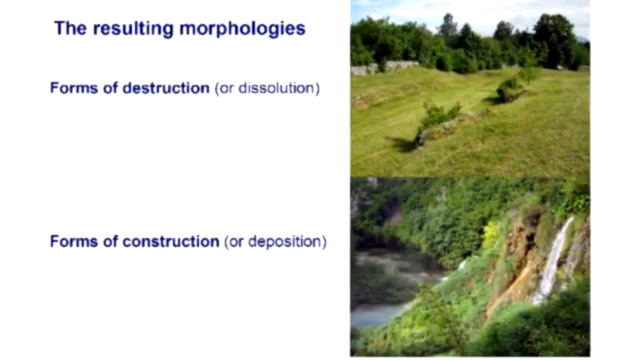 The resulting morphologies
Forms of destruction (or dissolution)
Forms of construction (or deposition)